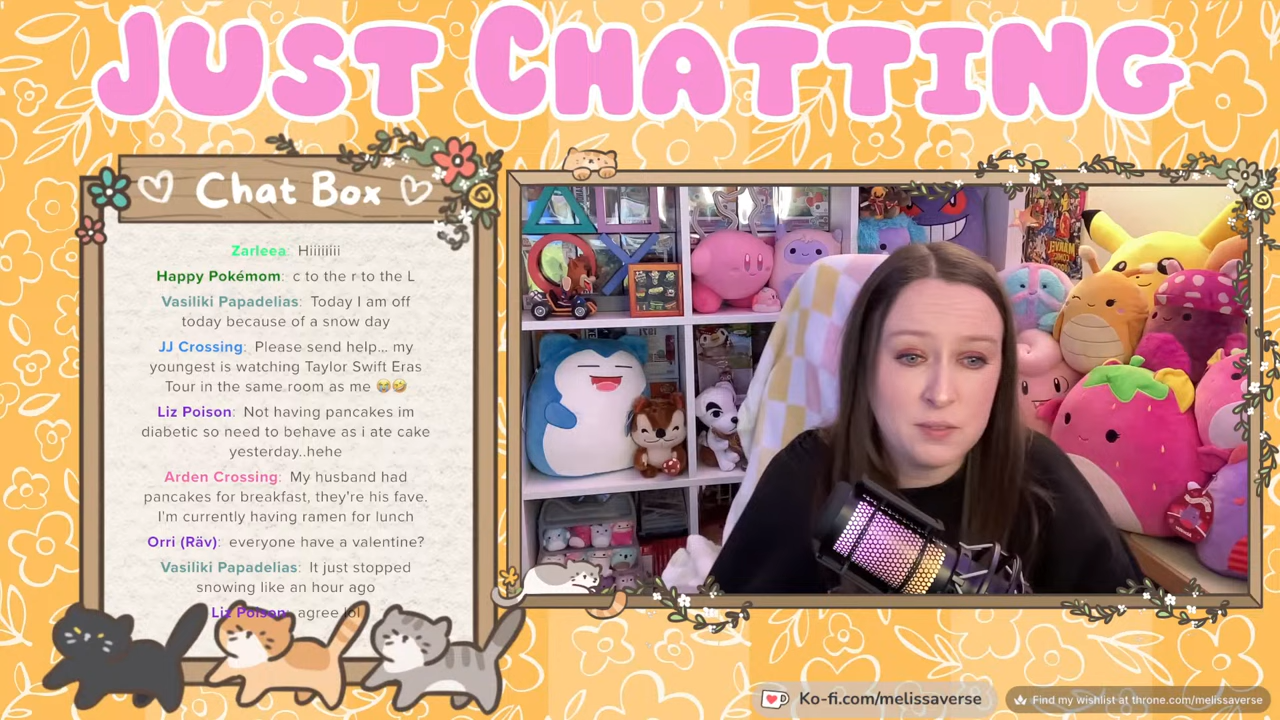 JUST CHATTING
Chat Box
Zarleea: Hiiiiiiii
Happy Pokémom: c to the r to the L
Vasiliki Papadelias: Today I am off
today because of a snow day
JJ Crossing: Please send help... my
youngest is watching Taylor Swift Eras
Tour in the same room as me 😭🤣
Liz Poison: Not having pancakes im
diabetic so need to behave as i ate cake
yesterday..hehe
Arden Crossing: My husband had
pancakes for breakfast, they're his fave.
I'm currently having ramen for lunch
Orri (Räv): everyone have a valentine?
Vasiliki Papadelias: It just stopped
snowing like an hour ago
Liz Poison: agree lol
Ko-fi.com/melissaverse
Find my wishlist at throne.com/melissaverse